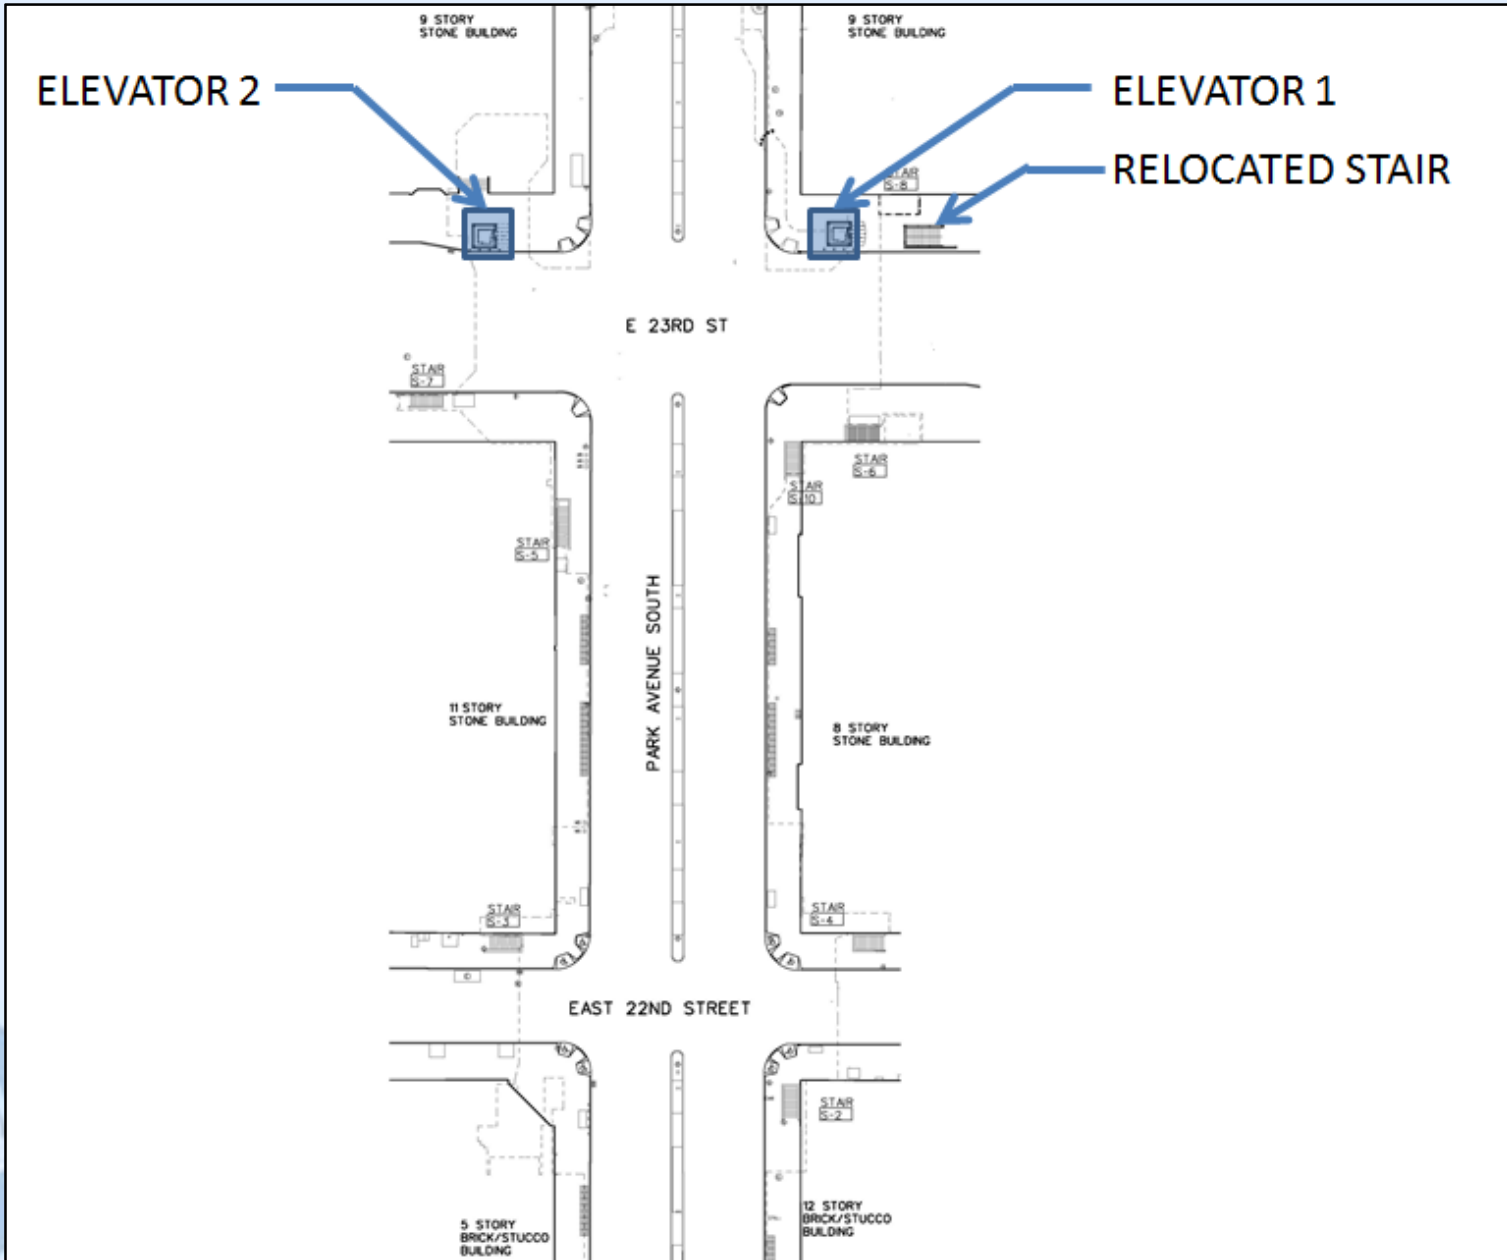 9 STORY
STONE BUILDING
9 STORY
STONE BUILDING
ELEVATOR 2
ELEVATOR 1
RELOCATED STAIR
STAIR
S-8
E 23RD ST
STAIR
S-7
STAIR
S-6
STAIR
S-10
STAIR
S-5
PARK AVENUE SOUTH
11 STORY
STONE BUILDING
8 STORY
STONE BUILDING
STAIR
S-3
STAIR
S-4
EAST 22ND STREET
STAIR
S-2
12 STORY
BRICK/STUCCO
BUILDING
5 STORY
BRICK/STUCCO
BUILDING